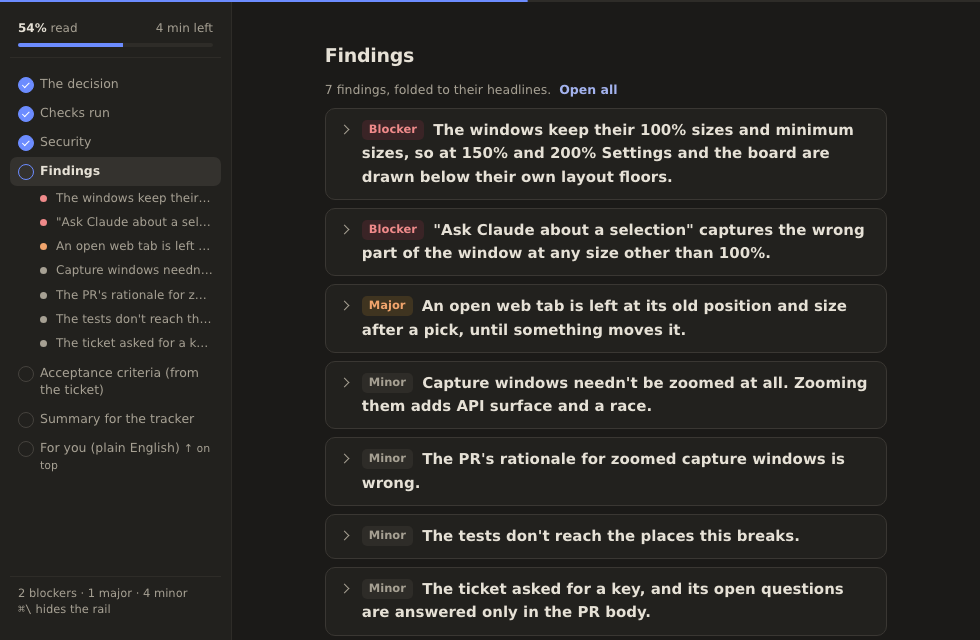 54% read 4 min left
The decision
Checks run
Security
Findings
The windows keep their…
"Ask Claude about a sel…
An open web tab is left …
Capture windows needn…
The PR's rationale for z…
The tests don't reach th…
The ticket asked for a k…
Acceptance criteria (from
the ticket)
Summary for the tracker
For you (plain English) ↑ on
top
2 blockers · 1 major · 4 minor
⌘\ hides the rail
Findings
7 findings, folded to their headlines. Open all
Blocker The windows keep their 100% sizes and minimum
sizes, so at 150% and 200% Settings and the board are
drawn below their own layout floors.
Blocker "Ask Claude about a selection" captures the wrong
part of the window at any size other than 100%.
Major An open web tab is left at its old position and size
after a pick, until something moves it.
Minor Capture windows needn't be zoomed at all. Zooming
them adds API surface and a race.
Minor The PR's rationale for zoomed capture windows is
wrong.
Minor The tests don't reach the places this breaks.
Minor The ticket asked for a key, and its open questions
are answered only in the PR body.